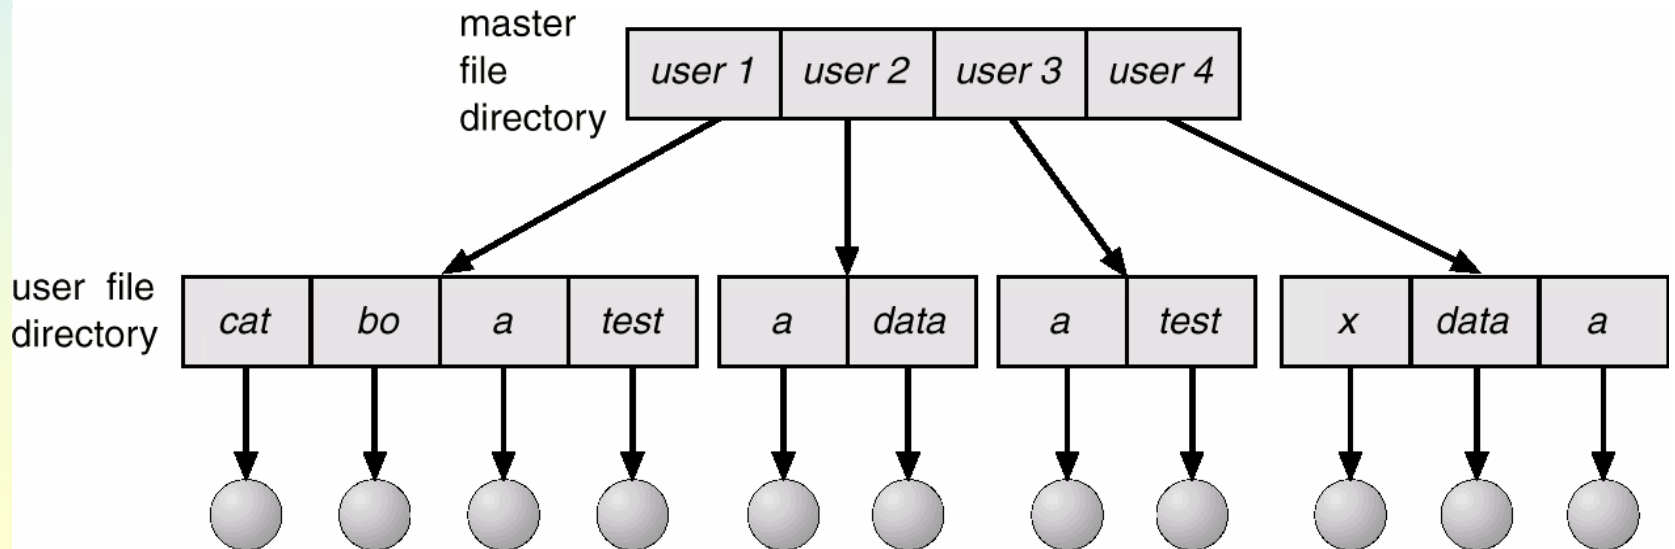 master
file
directory
user 1 user 2 user 3 user 4
user file
directory
cat bo a test a data a test x data a